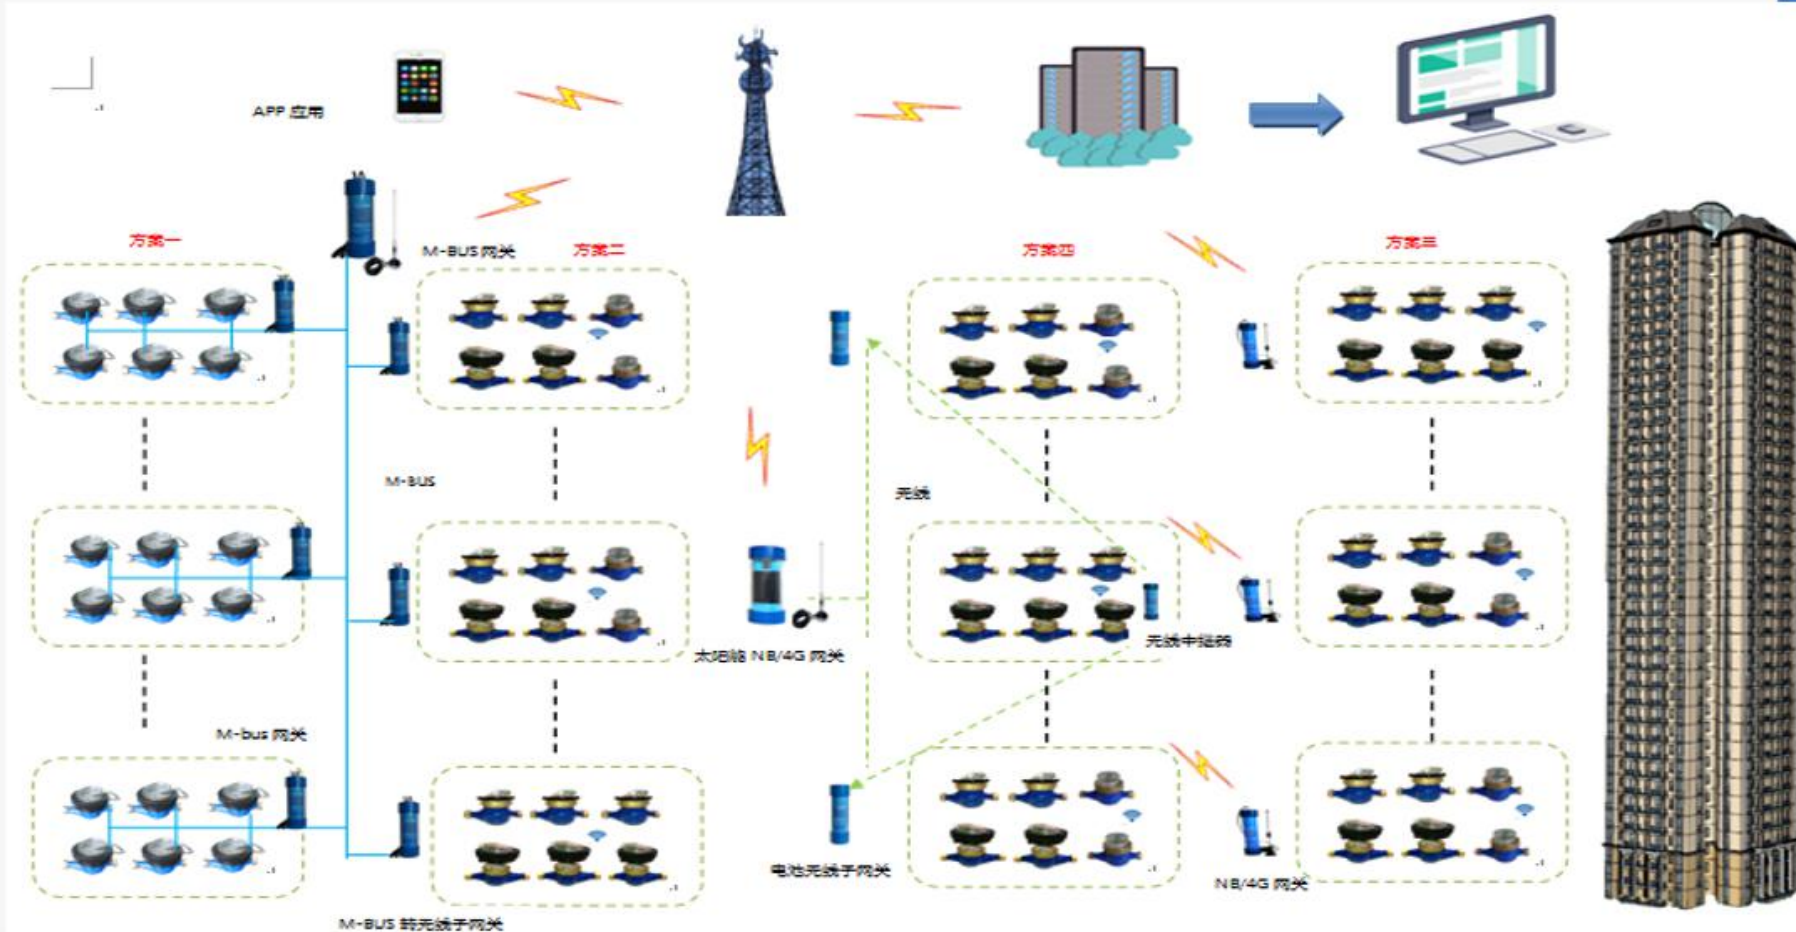 APP 应用
方案一
M-BUS 网关
方案二
方案四
方案三
M-BUS
无线
无线中继器
太阳能 NB/4G 网关
M-bus 网关
电池无线子网关
NB/4G 网关
M-BUS 转无线子网关